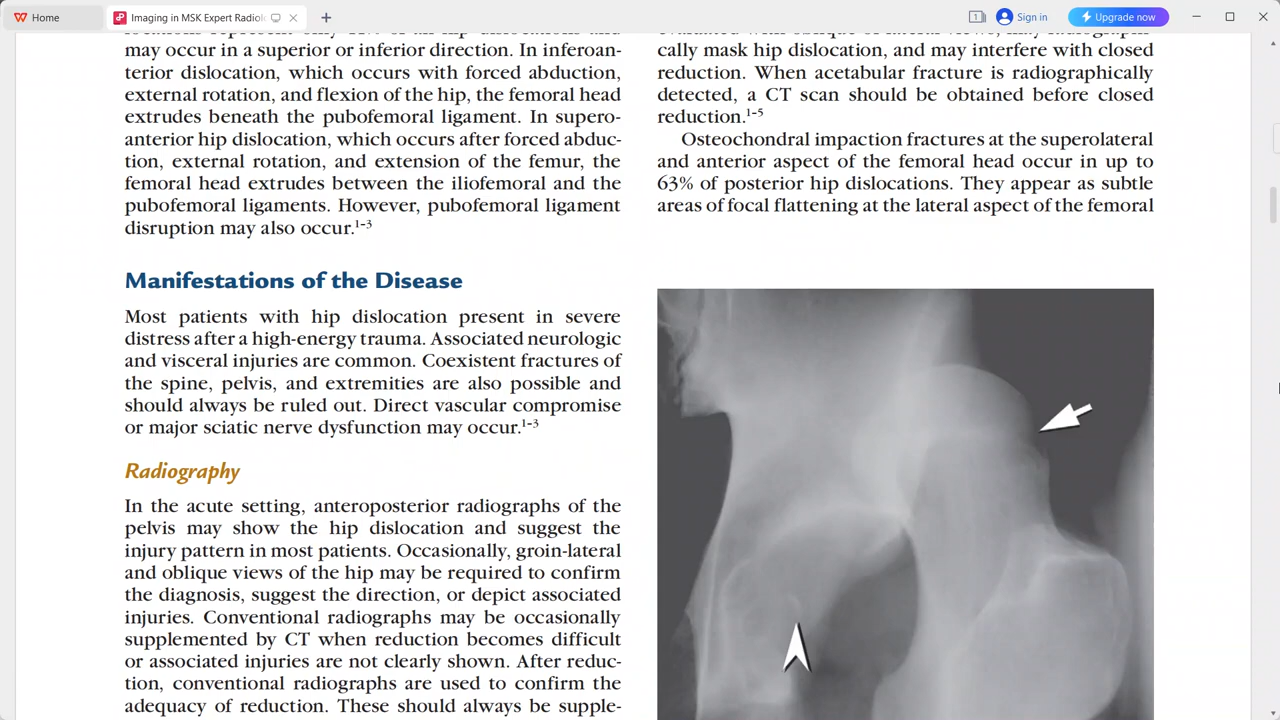 Home
Imaging in MSK Expert Radiol
1
Sign in
Upgrade now
may occur in a superior or inferior direction. In inferoan-
terior dislocation, which occurs with forced abduction,
external rotation, and flexion of the hip, the femoral head
extrudes beneath the pubofemoral ligament. In supero-
anterior hip dislocation, which occurs after forced abduc-
tion, external rotation, and extension of the femur, the
femoral head extrudes between the iliofemoral and the
pubofemoral ligaments. However, pubofemoral ligament
disruption may also occur.1-3
Manifestations of the Disease
Most patients with hip dislocation present in severe
distress after a high-energy trauma. Associated neurologic
and visceral injuries are common. Coexistent fractures of
the spine, pelvis, and extremities are also possible and
should always be ruled out. Direct vascular compromise
or major sciatic nerve dysfunction may occur.1-3
Radiography
In the acute setting, anteroposterior radiographs of the
pelvis may show the hip dislocation and suggest the
injury pattern in most patients. Occasionally, groin-lateral
and oblique views of the hip may be required to confirm
the diagnosis, suggest the direction, or depict associated
injuries. Conventional radiographs may be occasionally
supplemented by CT when reduction becomes difficult
or associated injuries are not clearly shown. After reduc-
tion, conventional radiographs are used to confirm the
adequacy of reduction. These should always be supple-
cally mask hip dislocation, and may interfere with closed
reduction. When acetabular fracture is radiographically
detected, a CT scan should be obtained before closed
reduction.1-5
Osteochondral impaction fractures at the superolateral
and anterior aspect of the femoral head occur in up to
63% of posterior hip dislocations. They appear as subtle
areas of focal flattening at the lateral aspect of the femoral